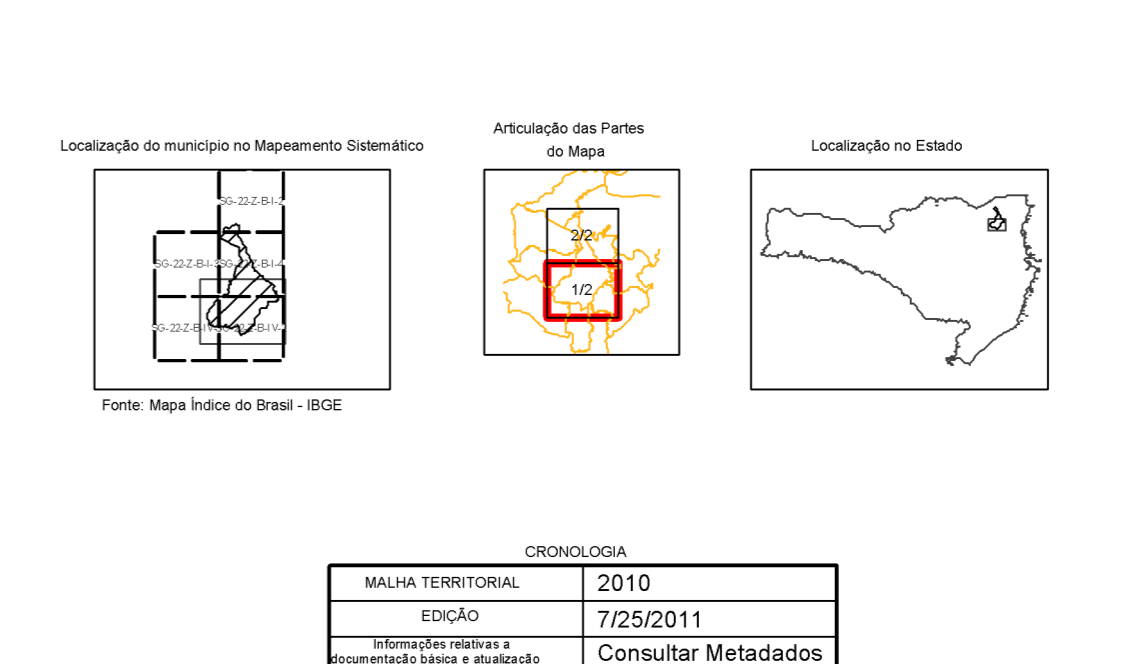 Localização do município no Mapeamento Sistemático
Articulação das Partes
do Mapa
Localização no Estado
SG-22-Z-B-I-2
SG-22-Z-B-I-4
2/2
1/2
Fonte: Mapa Índice do Brasil - IBGE
CRONOLOGIA
MALHA TERRITORIAL 2010
EDIÇÃO 7/25/2011
Informações relativas a
documentação básica e atualização
Consultar Metadados